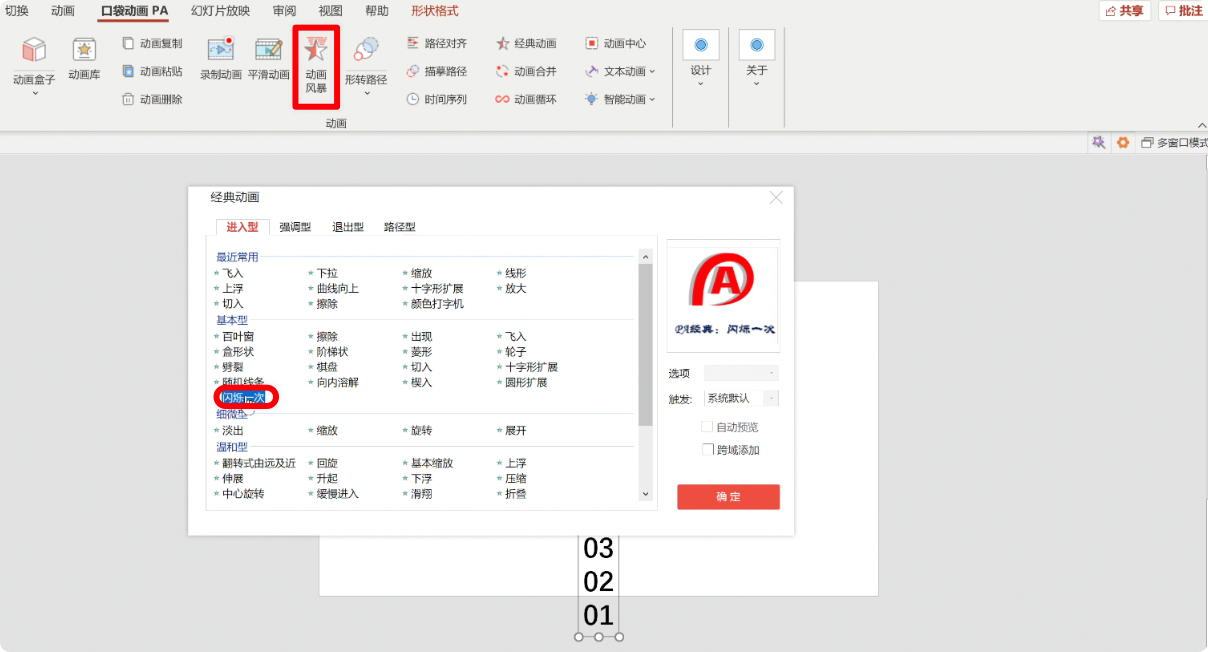 切换 动画 口袋动画 PA 幻灯片放映 审阅 视图 帮助 形状格式 共享 批注
动画盒子 动画库 动画复制 动画粘贴 动画删除 录制动画 平滑动画 动画风暴 形转路径
路径对齐 经典动画 动画中心
描摹路径 动画合并 文本动画
时间序列 动画循环 智能动画
设计 关于
动画
多窗口模式
经典动画
进入型 强调型 退出型 路径型
最近常用
飞入 下拉 缩放 线形
上浮 曲线向上 十字形扩展 放大
切入 擦除 颜色打字机
基本型
百叶窗 擦除 出现 飞入
盒形状 阶梯状 菱形 轮子
劈裂 棋盘 切入 十字形扩展
随机线条 向内溶解 楔入 圆形扩展
闪烁一次
细微型
淡出 缩放 旋转 展开
温和型
翻转式由远及近 回旋 基本缩放 上浮
伸展 升起 下浮 压缩
中心旋转 缓慢进入 滑翔 折叠
A
PA经典：闪烁一次
选项
触发: 系统默认
自动预览
跨域添加
确定
03
02
01